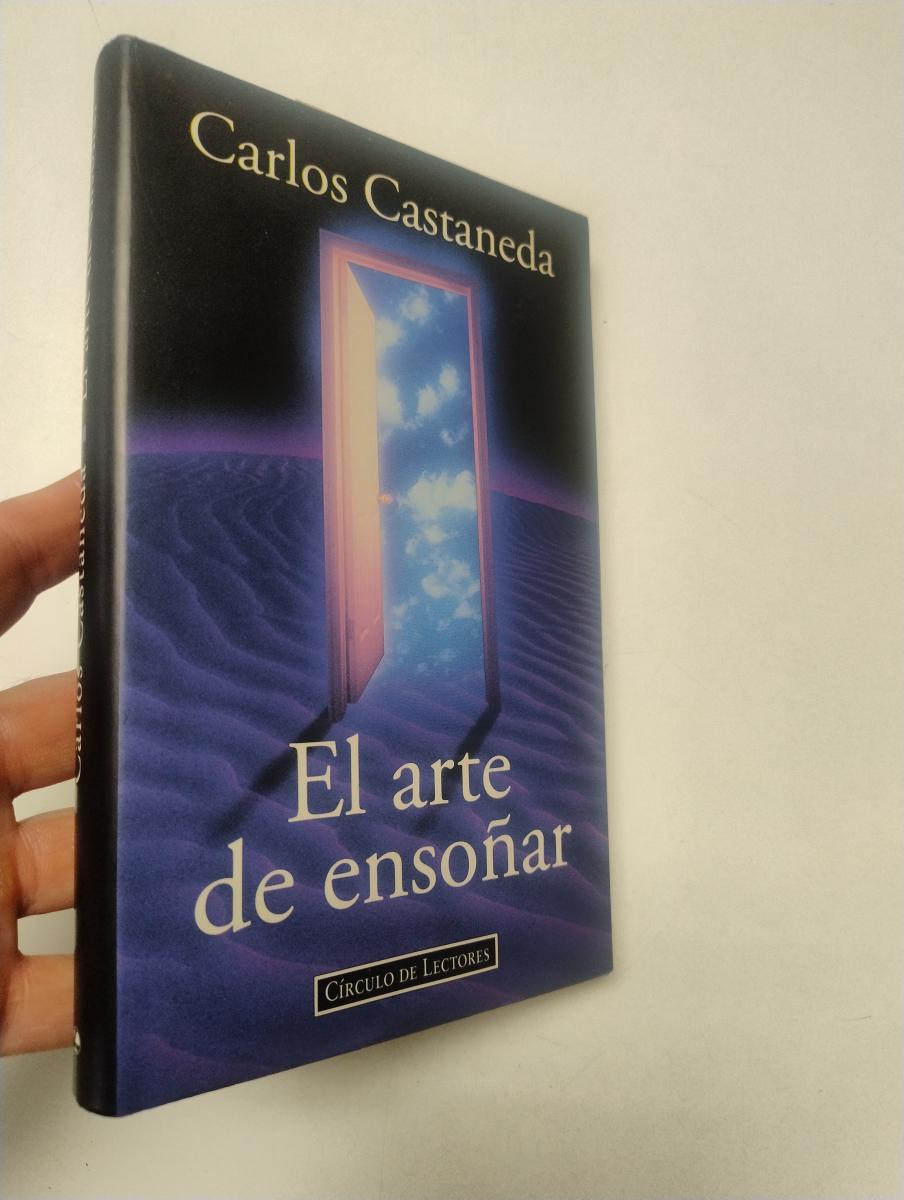 Carlos Castaneda
El arte
de ensoñar
CÍRCULO DE LECTORES
Carlos Castaneda